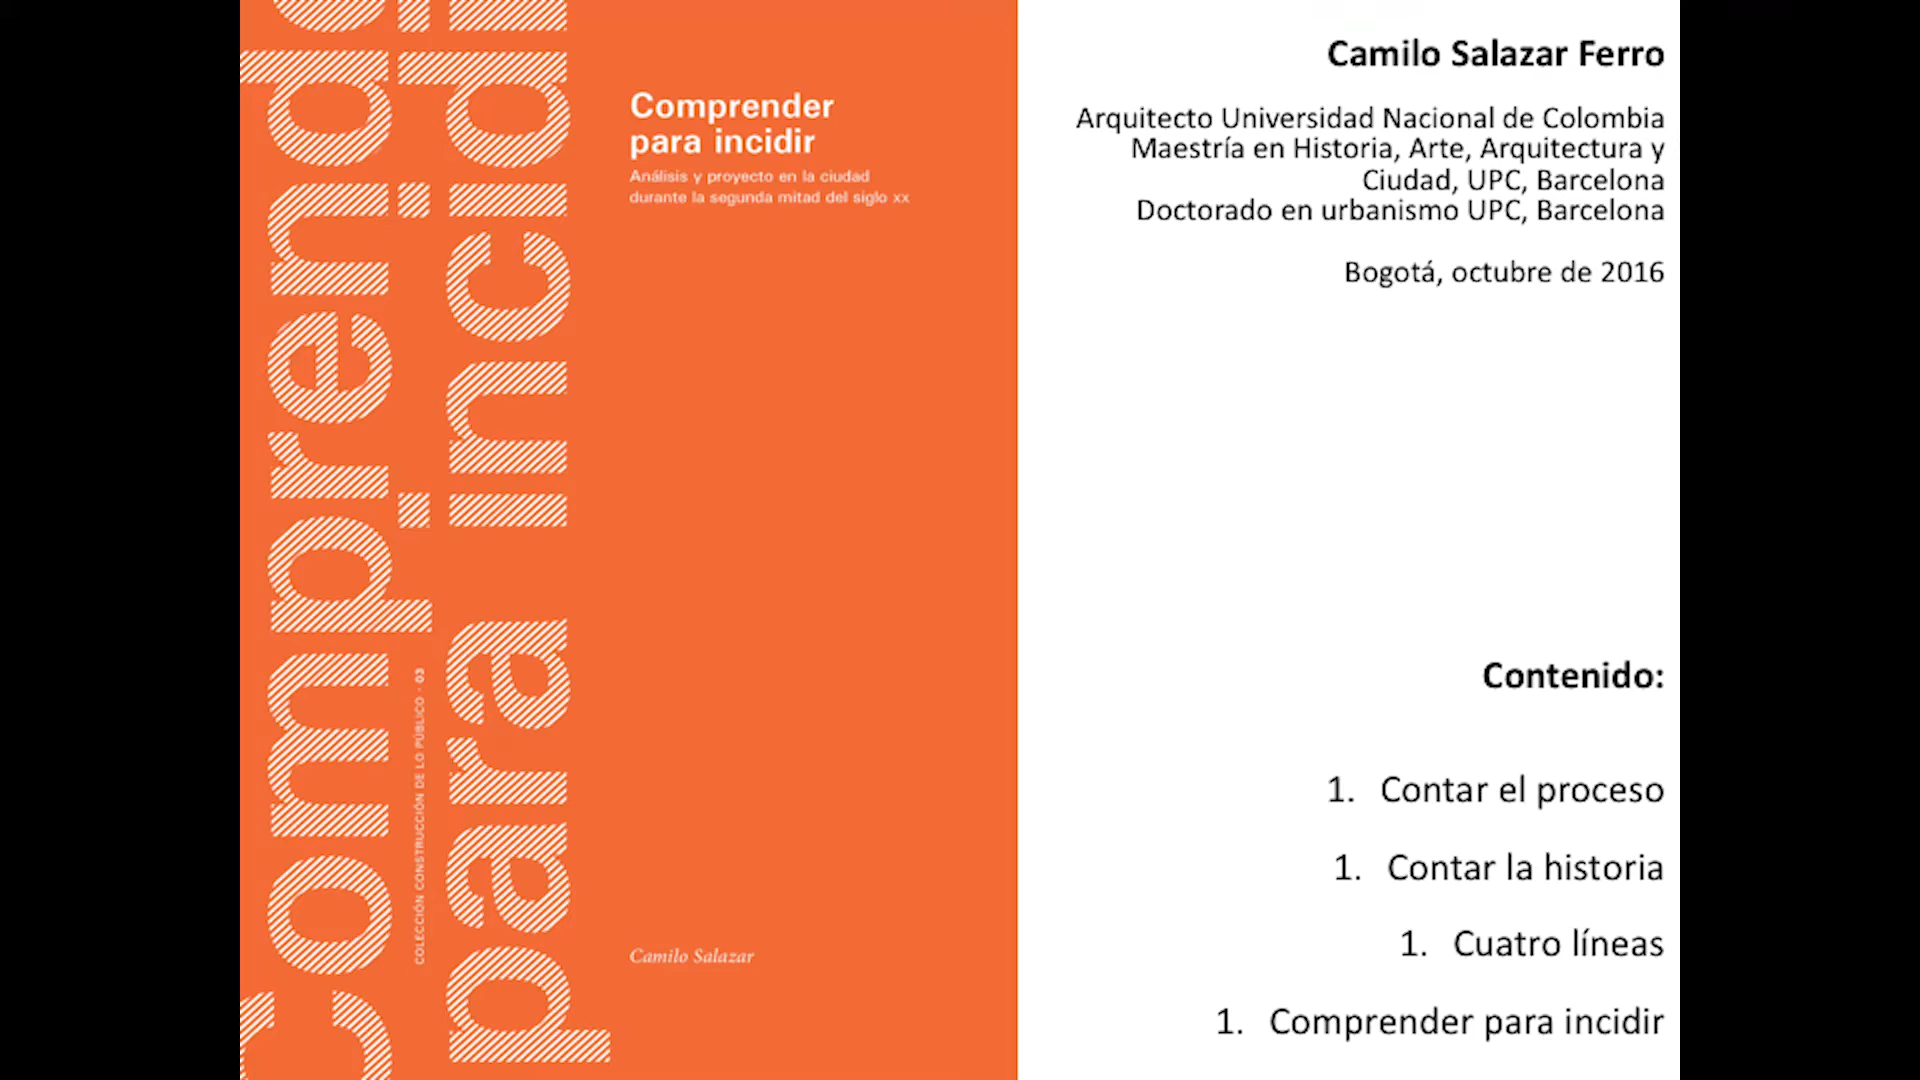 comprende
para incidi
COLECCIÓN CONSTRUCCIÓN DE LO PÚBLICO · 03
Comprender
para incidir
Análisis y proyecto en la ciudad
durante la segunda mitad del siglo XX
Camilo Salazar
Camilo Salazar Ferro
Arquitecto Universidad Nacional de Colombia
Maestría en Historia, Arte, Arquitectura y
Ciudad, UPC, Barcelona
Doctorado en urbanismo UPC, Barcelona
Bogotá, octubre de 2016
Contenido:
1. Contar el proceso
1. Contar la historia
1. Cuatro líneas
1. Comprender para incidir